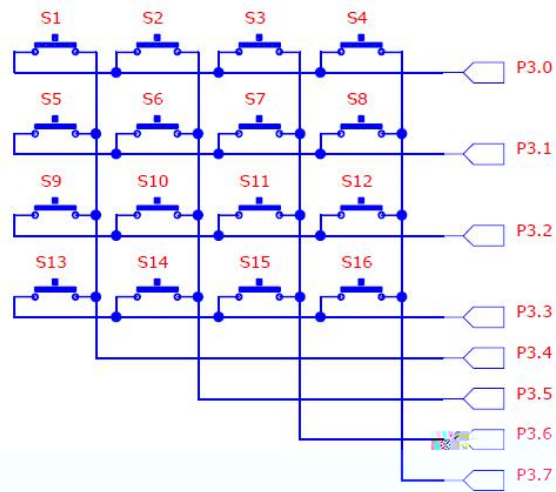 S1 S2 S3 S4
P3.0
S5 S6 S7 S8
P3.1
S9 S10 S11 S12
P3.2
S13 S14 S15 S16
P3.3
P3.4
P3.5
P3.6
P3.7